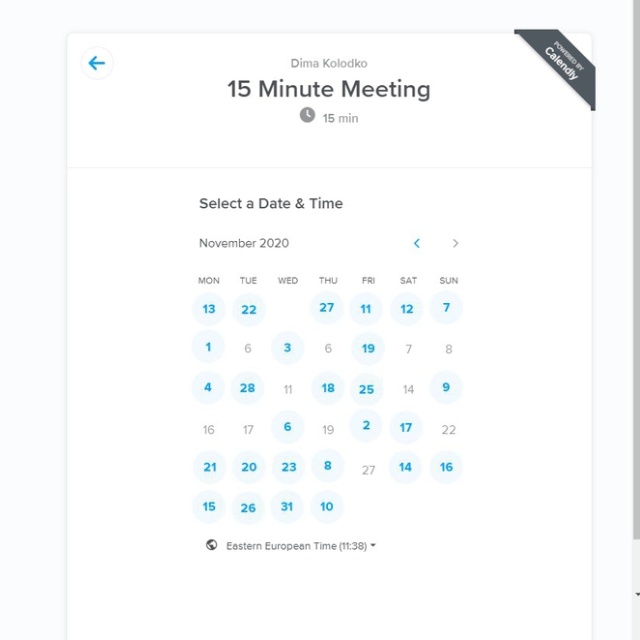 POWERED BY
Calendly
Dima Kolodko
15 Minute Meeting
15 min
Select a Date & Time
November 2020
MON TUE WED THU FRI SAT SUN
13 22 27 11 12 7
1 6 3 6 19 7 8
4 28 11 18 25 14 9
16 17 6 19 2 17 22
21 20 23 8 27 14 16
15 26 31 10
Eastern European Time (11:38)